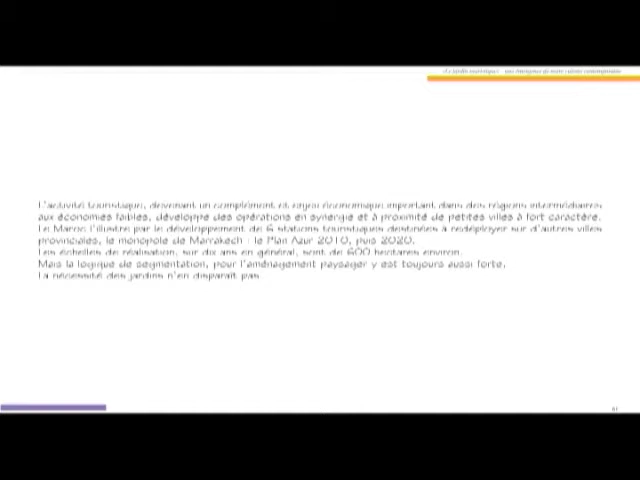 L'activité touristique, devenant un complément et enjeu économique important dans des régions intermédiaires
aux économies faibles, développe des opérations en synergie et à proximité de petites villes à fort caractère.
Le Maroc l'illustre par le développement de 6 stations touristiques destinées à redéployer sur d'autres villes
provinciales, le monopole de Marrakech : le Plan Azur 2010, puis 2020.
Les échelles de réalisation, sur dix ans en général, sont de 600 hectares environ.
Mais la logique de segmentation, pour l'aménagement paysager y est toujours aussi forte.
La nécessité des jardins n'en disparaît pas